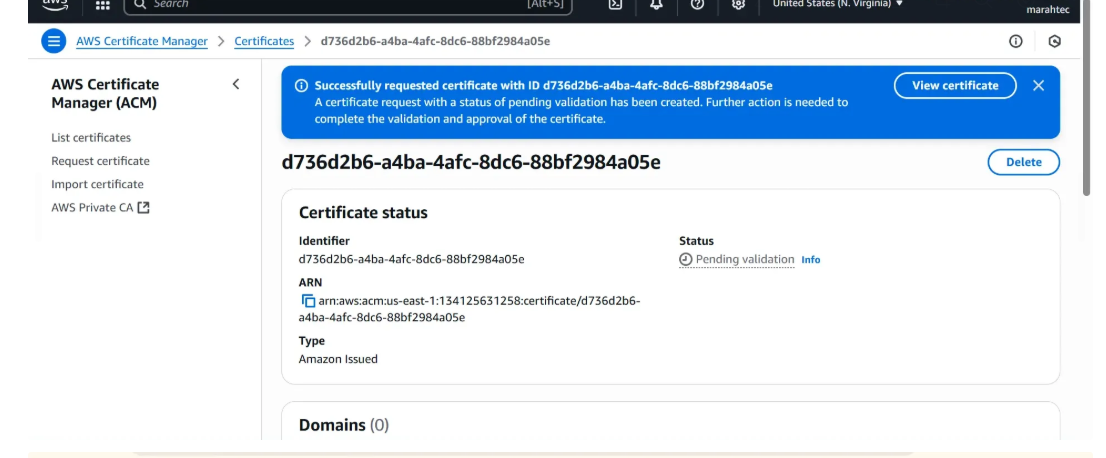 aws
Search
[Alt+S]
United States (N. Virginia)
marahtec
AWS Certificate Manager > Certificates > d736d2b6-a4ba-4afc-8dc6-88bf2984a05e
AWS Certificate
Manager (ACM)
List certificates
Request certificate
Import certificate
AWS Private CA
Successfully requested certificate with ID d736d2b6-a4ba-4afc-8dc6-88bf2984a05e
A certificate request with a status of pending validation has been created. Further action is needed to
complete the validation and approval of the certificate.
View certificate
d736d2b6-a4ba-4afc-8dc6-88bf2984a05e
Delete
Certificate status
Identifier
d736d2b6-a4ba-4afc-8dc6-88bf2984a05e
Status
Pending validation Info
ARN
arn:aws:acm:us-east-1:134125631258:certificate/d736d2b6-
a4ba-4afc-8dc6-88bf2984a05e
Type
Amazon Issued
Domains (0)